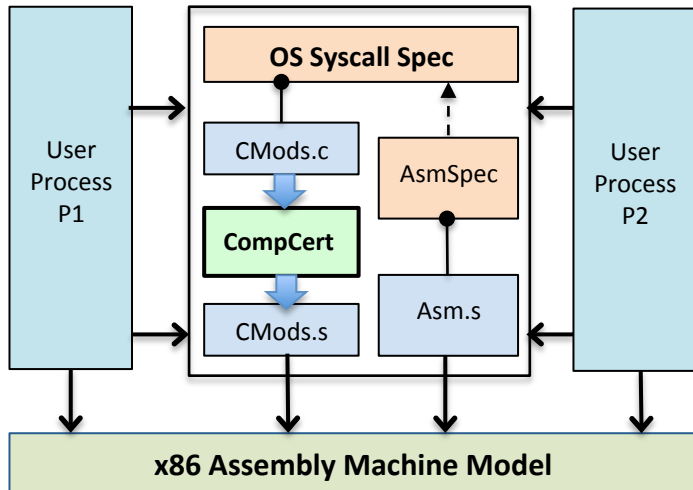 OS Syscall Spec
User
Process
P1
CMods.c
AsmSpec
User
Process
P2
CompCert
CMods.s
Asm.s
x86 Assembly Machine Model